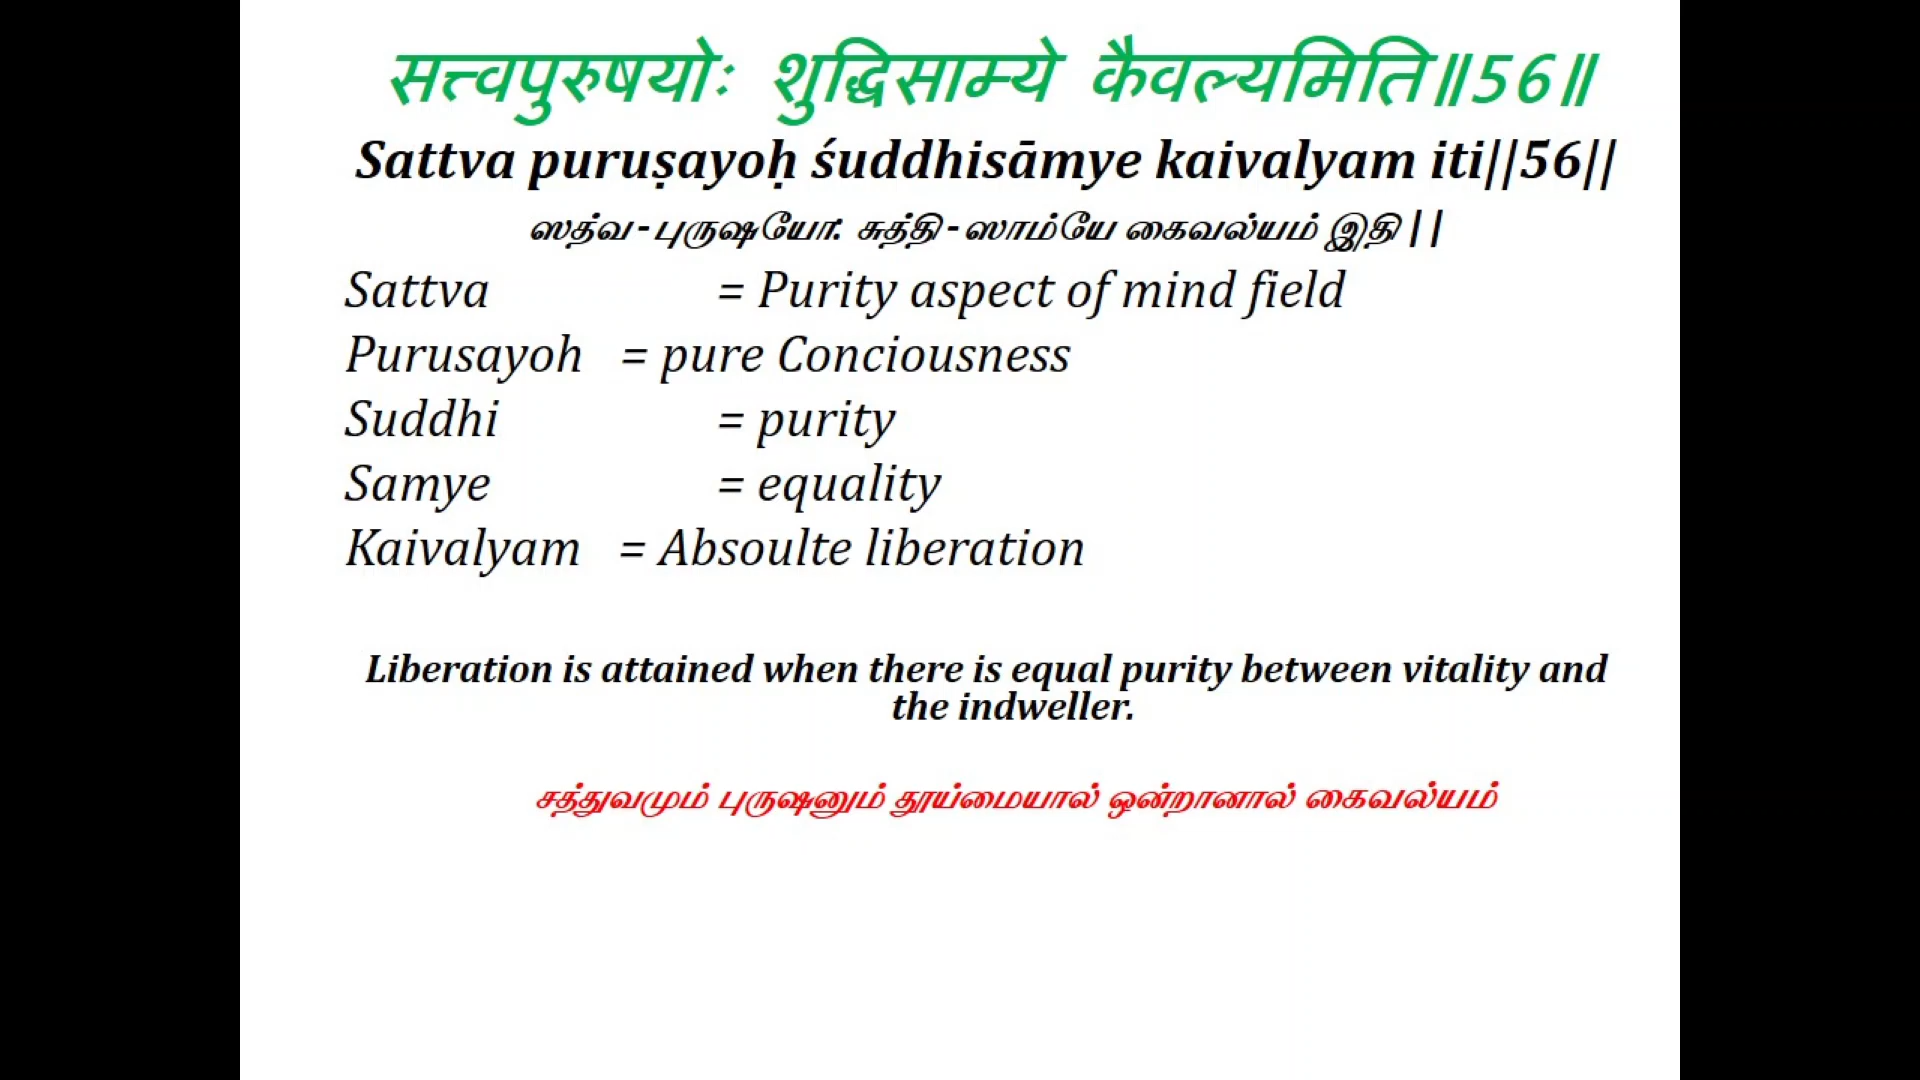 सत्त्वपुरुषयोः शुद्धिसाम्ये कैवल्यमिति॥56॥
Sattva puruṣayoḥ śuddhisāmye kaivalyam iti||56||
ஸத்வ - புருஷயோ: சுத்தி - ஸாம்யே கைவல்யம் இதி ||
Sattva = Purity aspect of mind field
Purusayoh = pure Conciousness
Suddhi = purity
Samye = equality
Kaivalyam = Absoulte liberation
Liberation is attained when there is equal purity between vitality and
the indweller.
சத்துவமும் புருஷனும் தூய்மையால் ஒன்றானால் கைவல்யம்